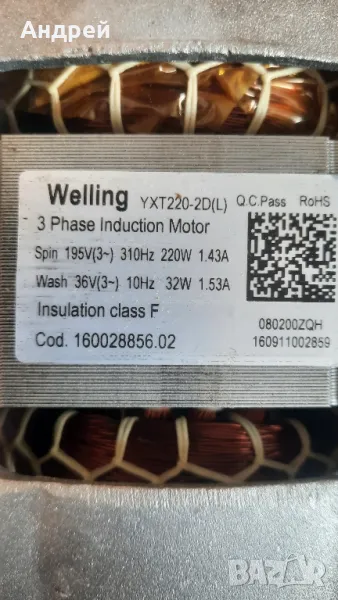 Андрей
Welling YXT220-2D(L) Q.C.Pass RoHS
3 Phase Induction Motor
Spin 195V(3~) 310Hz 220W 1.43A
Wash 36V(3~) 10Hz 32W 1.53A
Insulation class F
080200ZQH
Cod. 160028856.02
160911002859
BAZAR